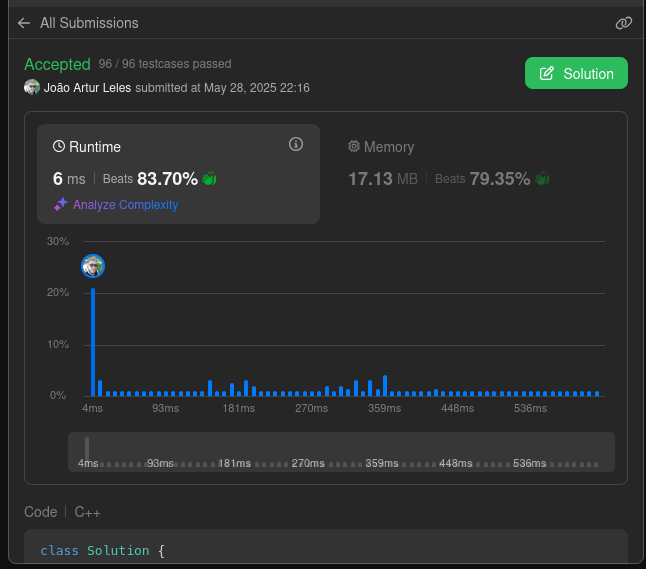 All Submissions
Accepted 96 / 96 testcases passed
João Artur Leles submitted at May 28, 2025 22:16
Solution
Runtime
6 ms Beats 83.70%
Analyze Complexity
Memory
17.13 MB Beats 79.35%
30%
20%
10%
0%
4ms 93ms 181ms 270ms 359ms 448ms 536ms
4ms 93ms 181ms 270ms 359ms 448ms 536ms
Code C++
class Solution {